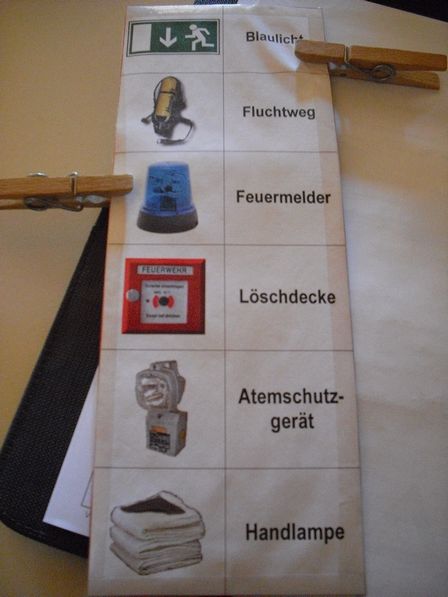 Blaulicht
Fluchtweg
Feuermelder
FEUERWEHR
Löschdecke
Atemschutz-
gerät
Handlampe